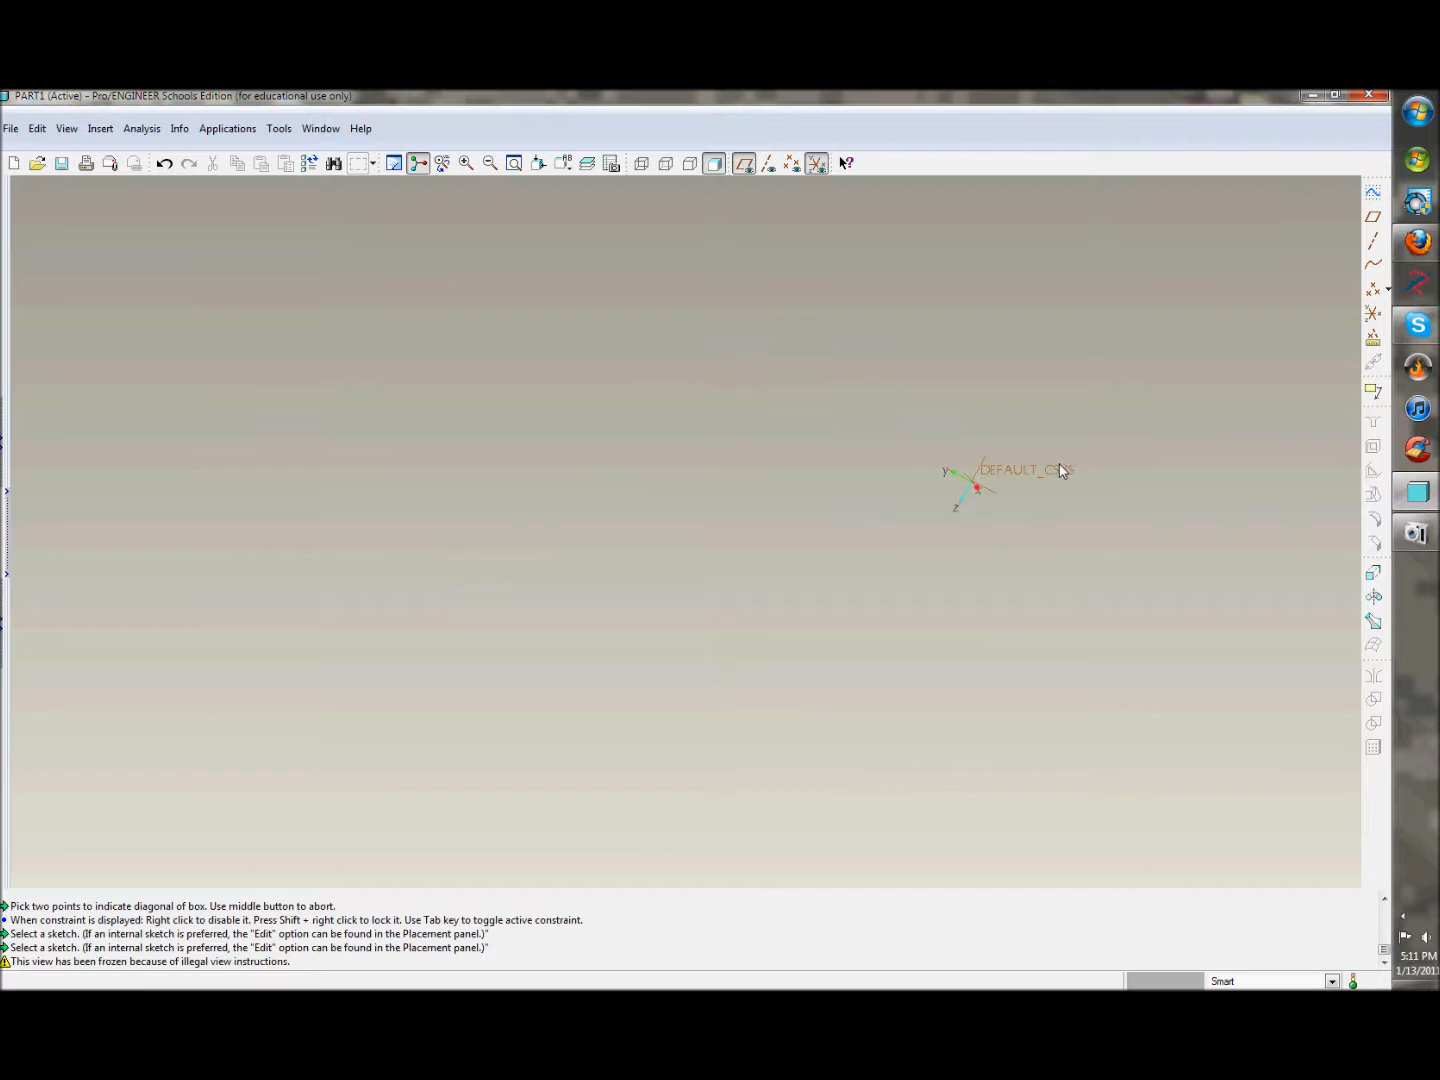 PART1 (Active) - Pro/ENGINEER Schools Edition (for educational use only)
File Edit View Insert Analysis Info Applications Tools Window Help
y DEFAULT_CSYS
x
z
Pick two points to indicate diagonal of box. Use middle button to abort.
When constraint is displayed: Right click to disable it. Press Shift + right click to lock it. Use Tab key to toggle active constraint.
Select a sketch. (If an internal sketch is preferred, the "Edit" option can be found in the Placement panel.)"
Select a sketch. (If an internal sketch is preferred, the "Edit" option can be found in the Placement panel.)"
This view has been frozen because of illegal view instructions.
5:11 PM
1/13/201
Smart